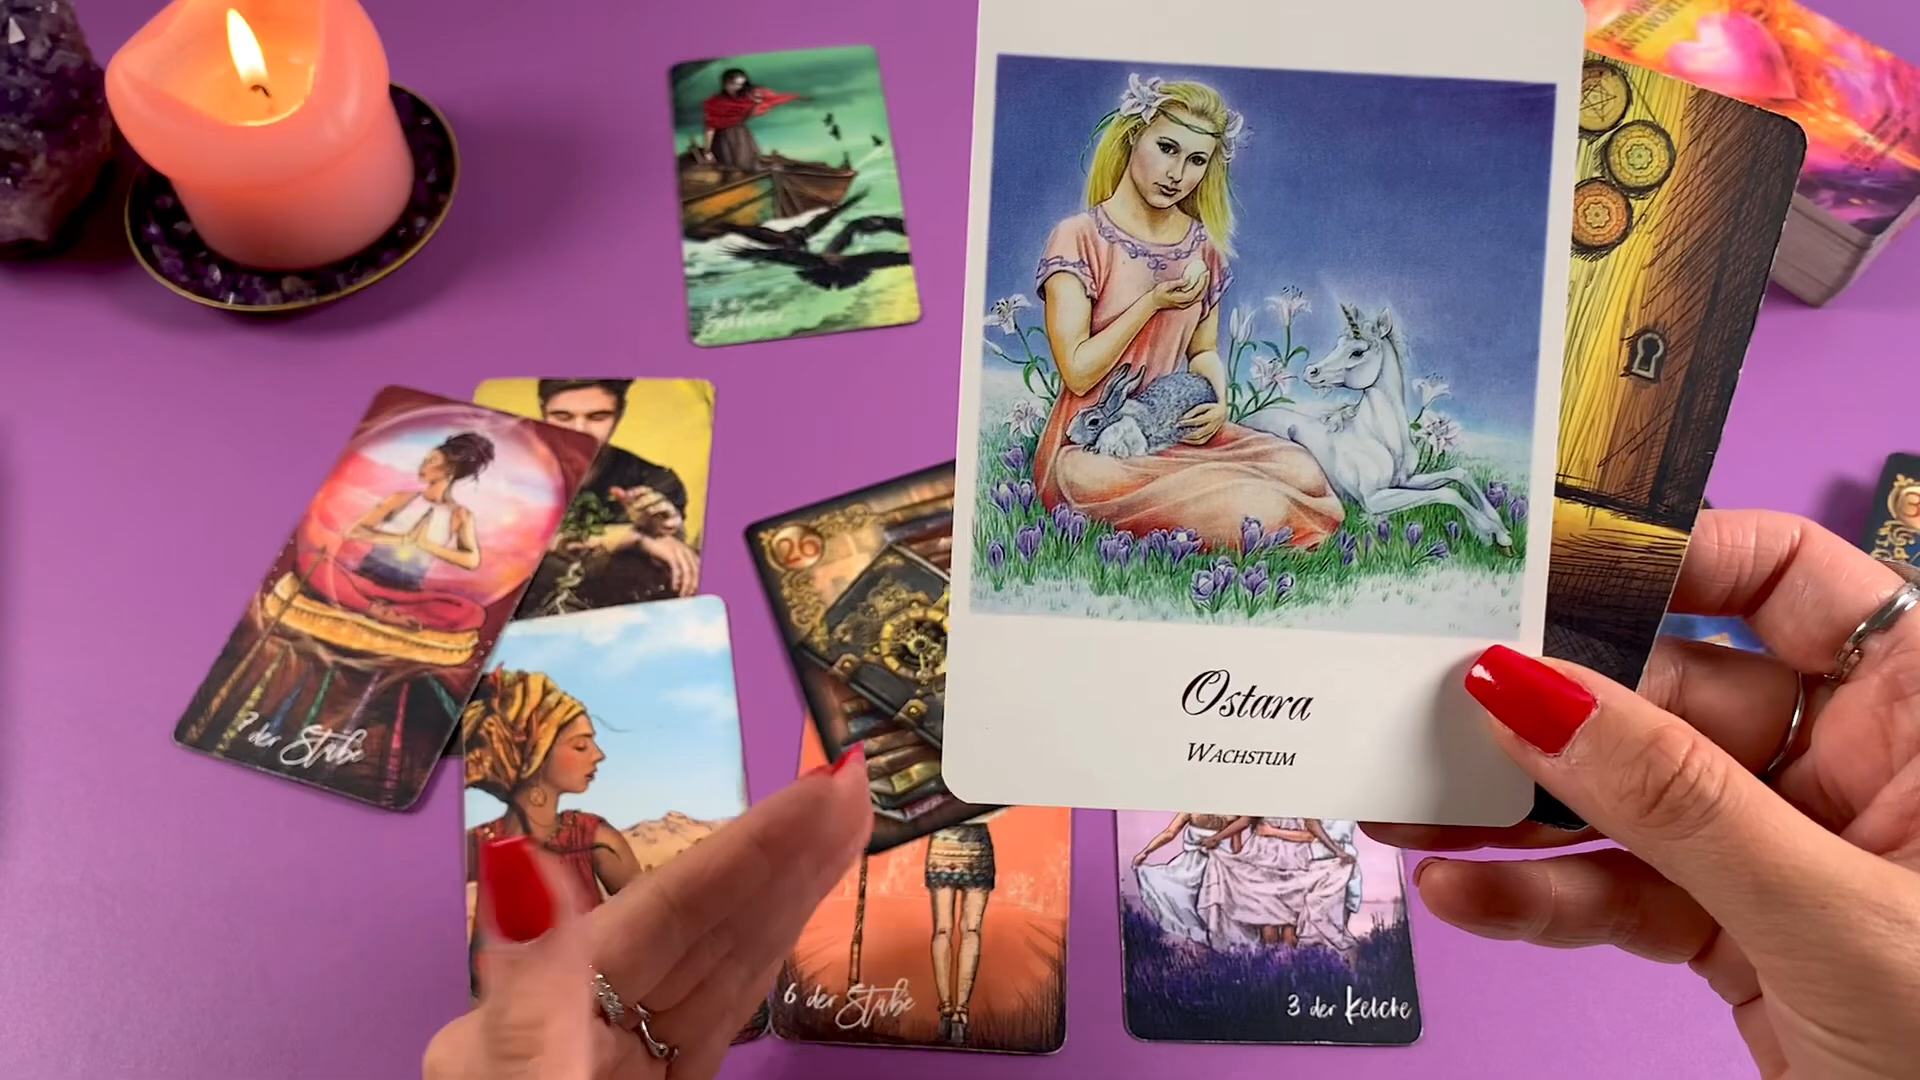 Ostara
WACHSTUM
26
7 der Stäbe
6 der Stäbe
3 der Kelche